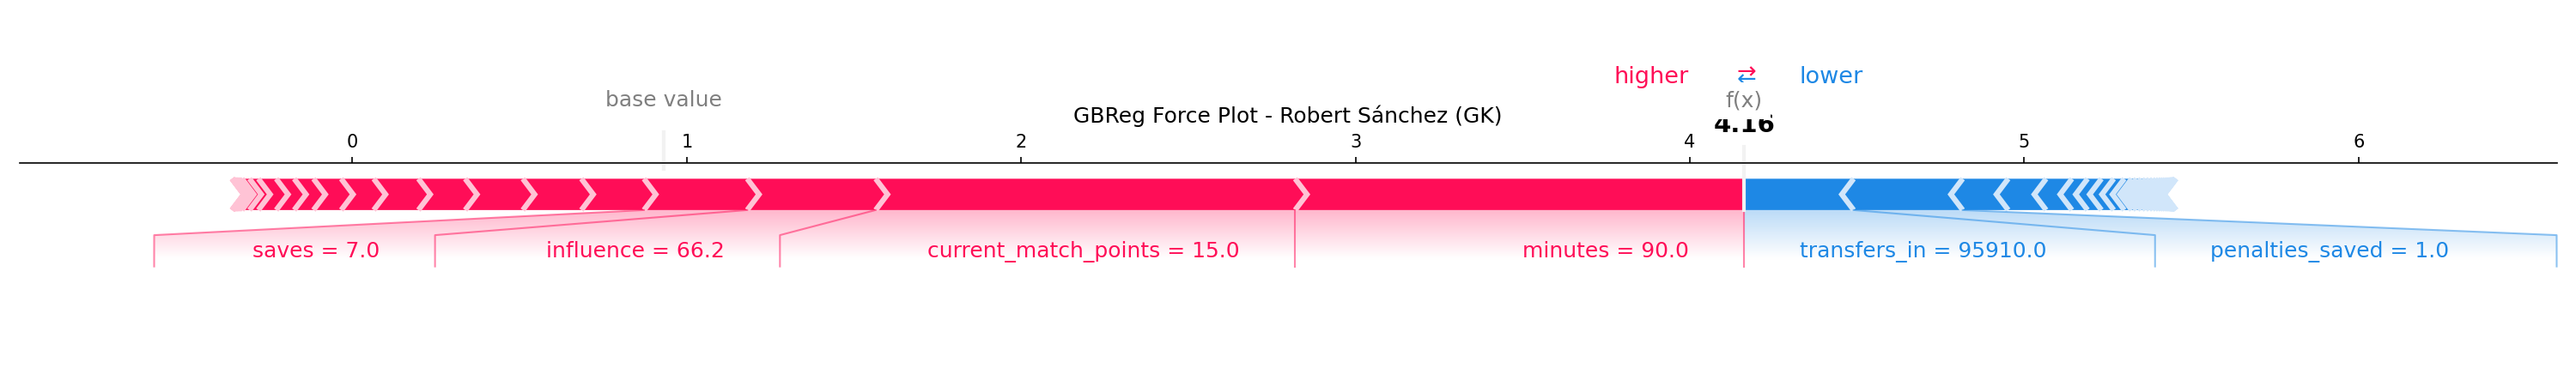 higher ⇄ lower
base value
f(x)
GBReg Force Plot - Robert Sánchez (GK)
4.16
0 1 2 3 4 5 6
saves = 7.0 influence = 66.2 current_match_points = 15.0 minutes = 90.0 transfers_in = 95910.0 penalties_saved = 1.0